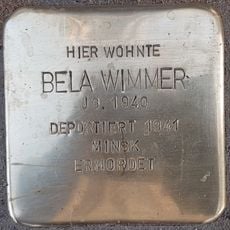 HIER WOHNTE
BELA WIMMER
JG. 1940
DEPORTIERT 1941
MINSK
ERMORDET